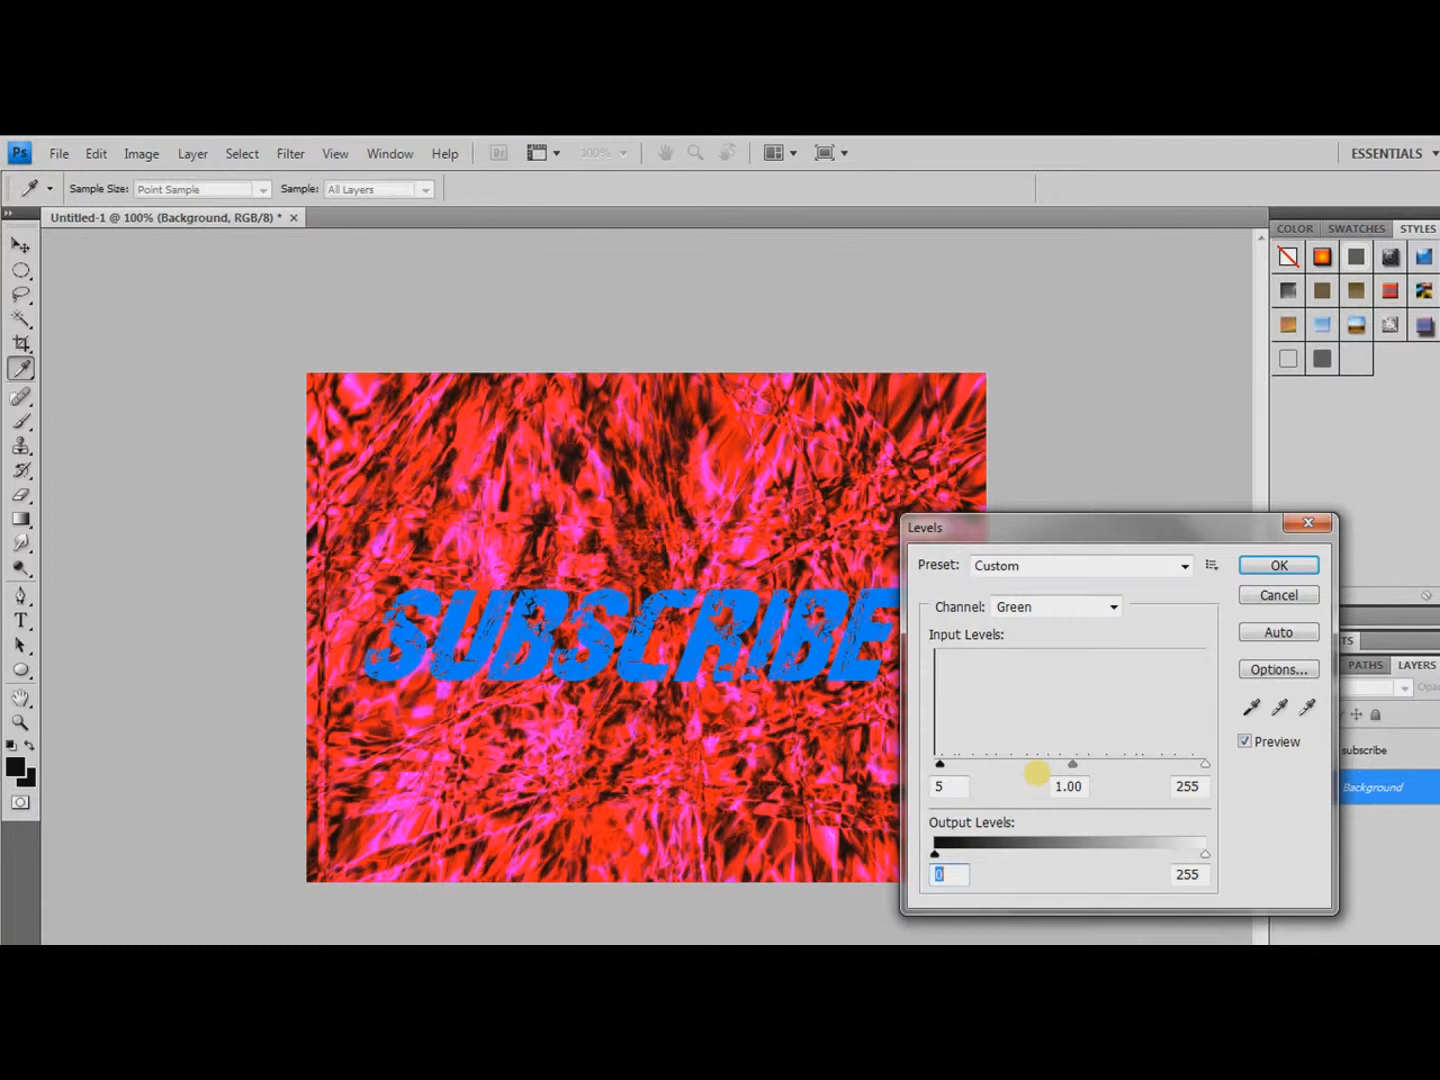 Ps File Edit Image Layer Select Filter View Window Help Br 100% ESSENTIALS
Sample Size: Point Sample Sample: All Layers
Untitled-1 @ 100% (Background, RGB/8) * ×
COLOR SWATCHES STYLES
SUBSCRIBE
Levels
Preset: Custom OK
Cancel
Channel: Green
Auto
Input Levels:
Options...
Preview
5 1.00 255
Output Levels:
0 255
PATHS LAYERS
subscribe
Background